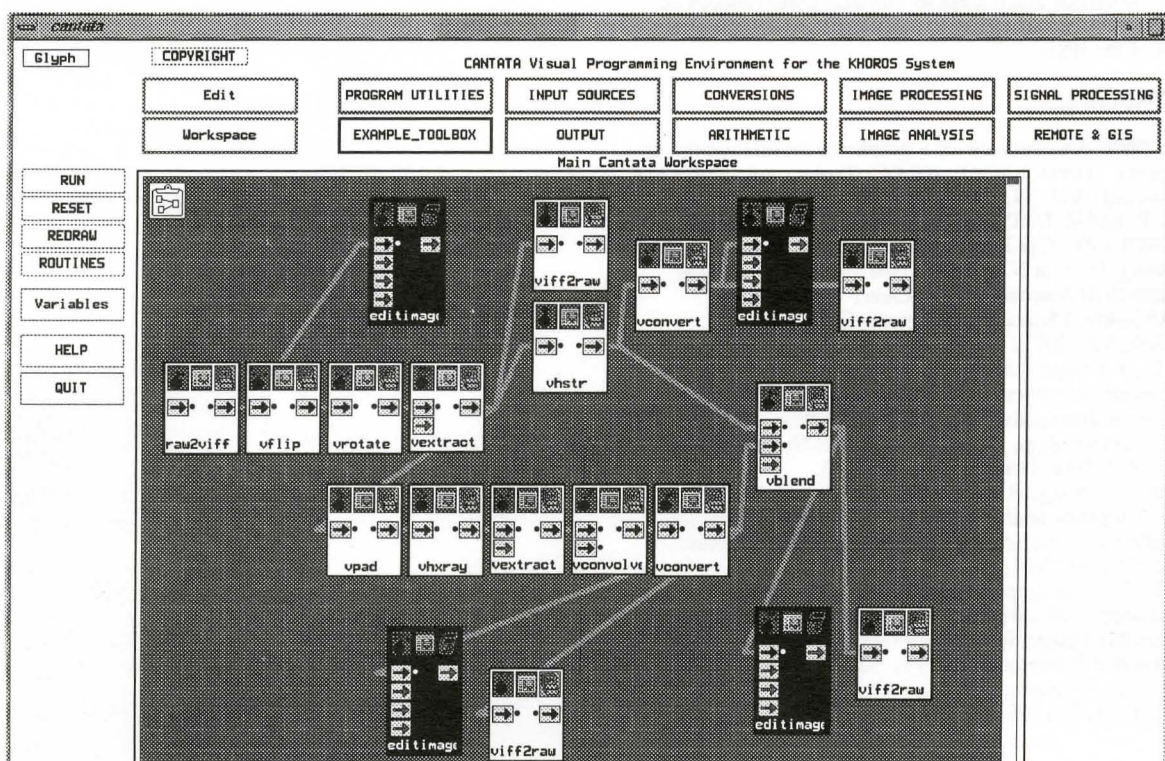 cantata
Glyph
COPYRIGHT
CANTATA Visual Programming Environment for the KHOROS System
Edit
PROGRAM UTILITIES
INPUT SOURCES
CONVERSIONS
IMAGE PROCESSING
SIGNAL PROCESSING
Workspace
EXAMPLE_TOOLBOX
OUTPUT
ARITHMETIC
IMAGE ANALYSIS
REMOTE & GIS
Main Cantata Workspace
RUN
RESET
REDRAW
ROUTINES
Variables
HELP
QUIT
editimage
viff2raw
vconvert
editimage
viff2raw
vhstr
raw2viff
vflip
vrotate
vextract
vblend
vpad
vhxray
vextract
vconvolve
vconvert
editimage
viff2raw
editimage
viff2raw